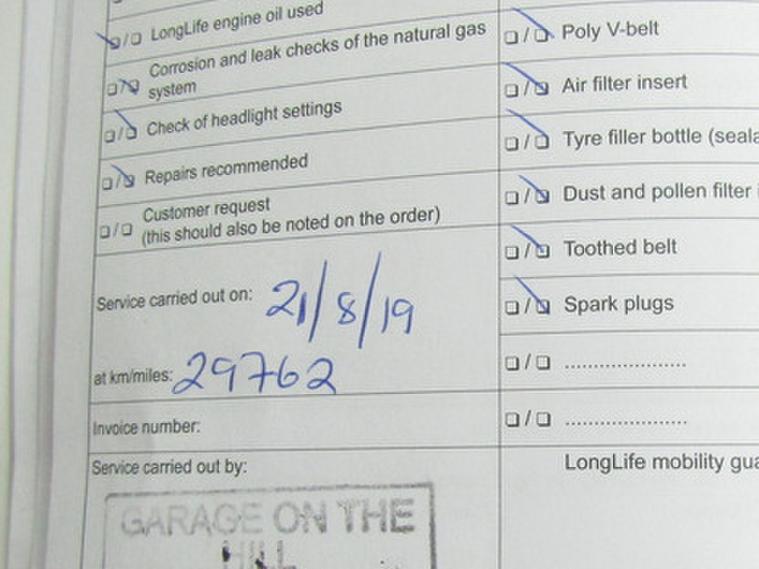 LongLife engine oil used
Corrosion and leak checks of the natural gas
system
Check of headlight settings
Repairs recommended
Customer request
(this should also be noted on the order)
Service carried out on: 21/8/19
at km/miles: 29762
Invoice number:
Service carried out by:
GARAGE ON THE
HILL
Poly V-belt
Air filter insert
Tyre filler bottle (seala
Dust and pollen filter
Toothed belt
Spark plugs
.....................
.....................
LongLife mobility gua